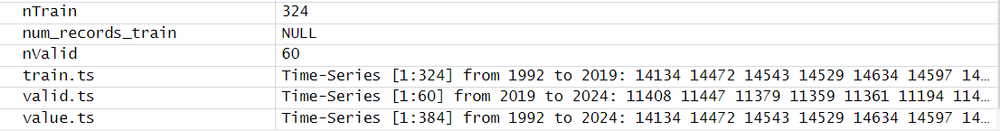 nTrain 324
num_records_train NULL
nValid 60
train.ts Time-Series [1:324] from 1992 to 2019: 14134 14472 14543 14529 14634 14597 14…
valid.ts Time-Series [1:60] from 2019 to 2024: 11408 11447 11379 11359 11361 11194 114…
value.ts Time-Series [1:384] from 1992 to 2024: 14134 14472 14543 14529 14634 14597 14…